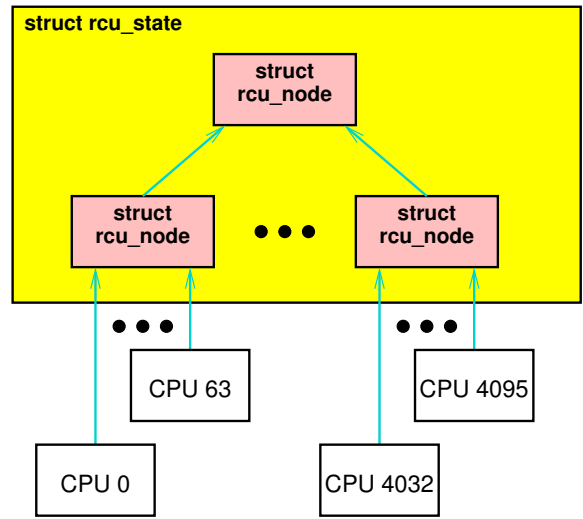 struct rcu_state
struct
rcu_node
struct
rcu_node
struct
rcu_node
CPU 63
CPU 4095
CPU 0
CPU 4032